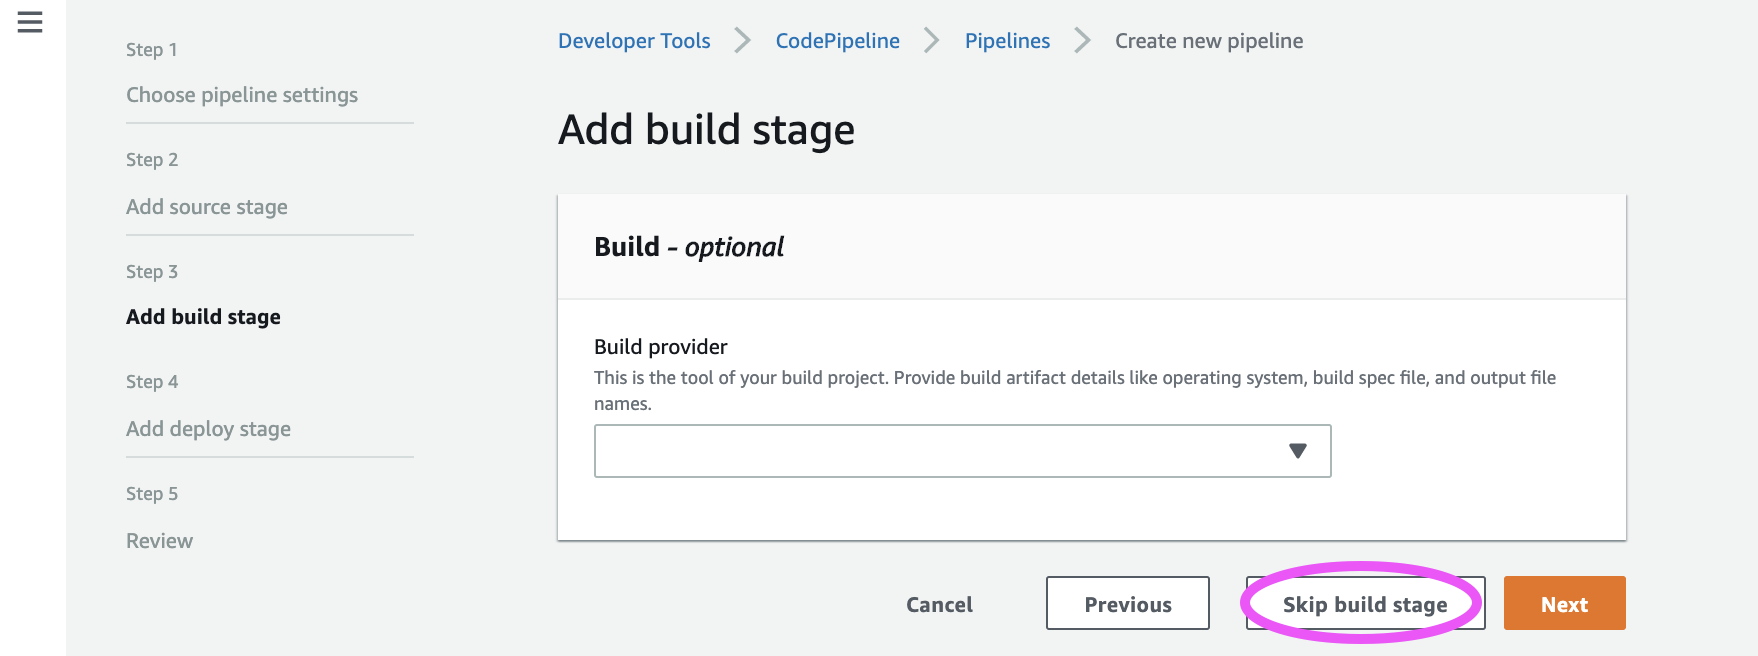 Developer Tools
CodePipeline
Pipelines
Create new pipeline
Step 1
Choose pipeline settings
Step 2
Add source stage
Step 3
Add build stage
Step 4
Add deploy stage
Step 5
Review
Add build stage
Build - optional
Build provider
This is the tool of your build project. Provide build artifact details like operating system, build spec file, and output file
names.
Cancel
Previous
Skip build stage
Next